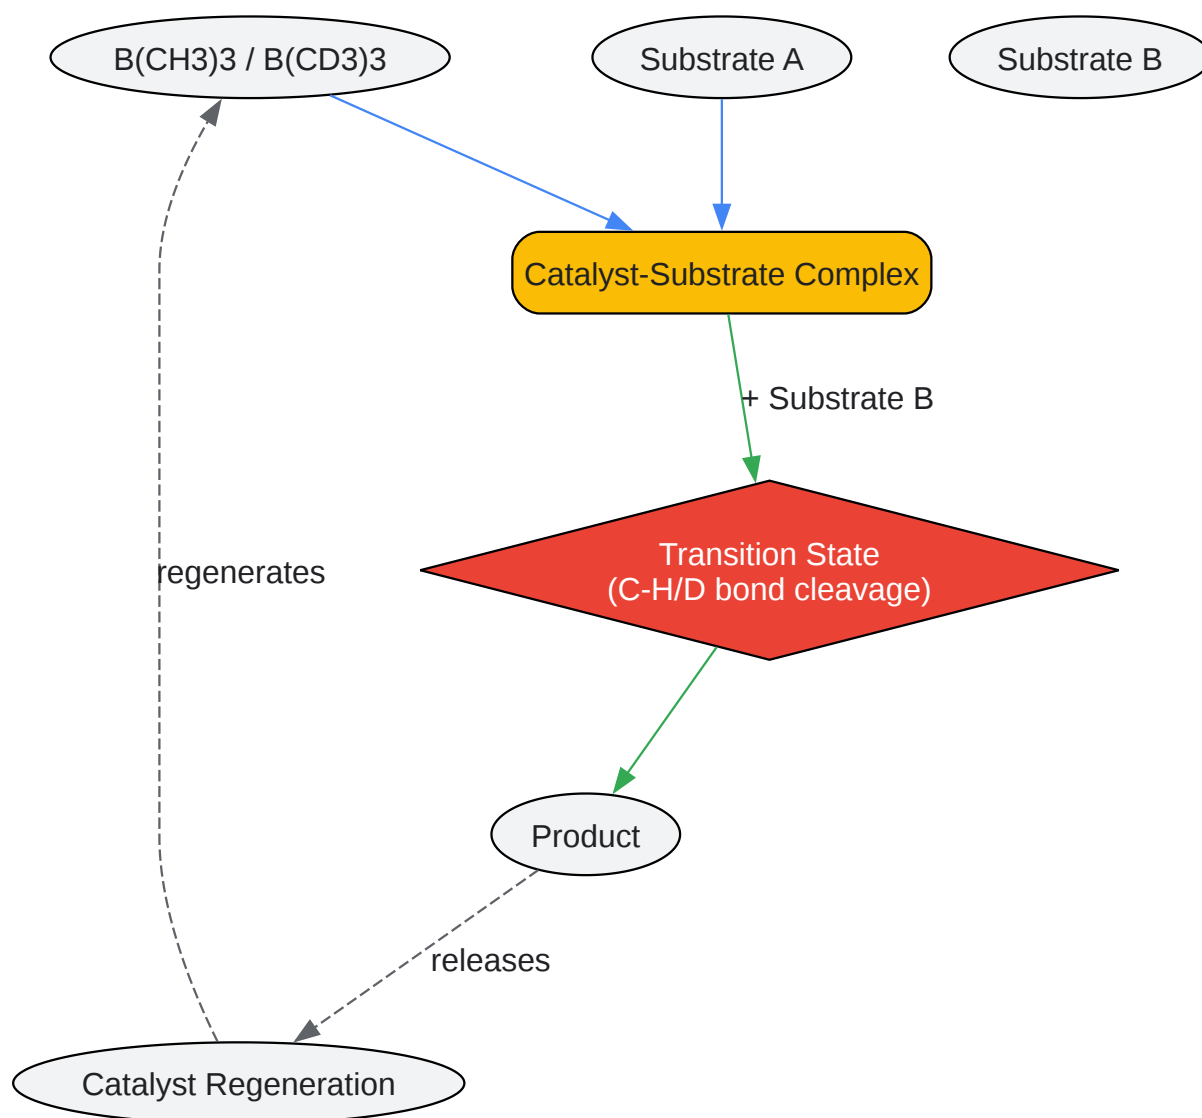 B(CH3)3 / B(CD3)3
Substrate A
Substrate B
Catalyst-Substrate Complex
+ Substrate B
Transition State
(C-H/D bond cleavage)
regenerates
Product
releases
Catalyst Regeneration